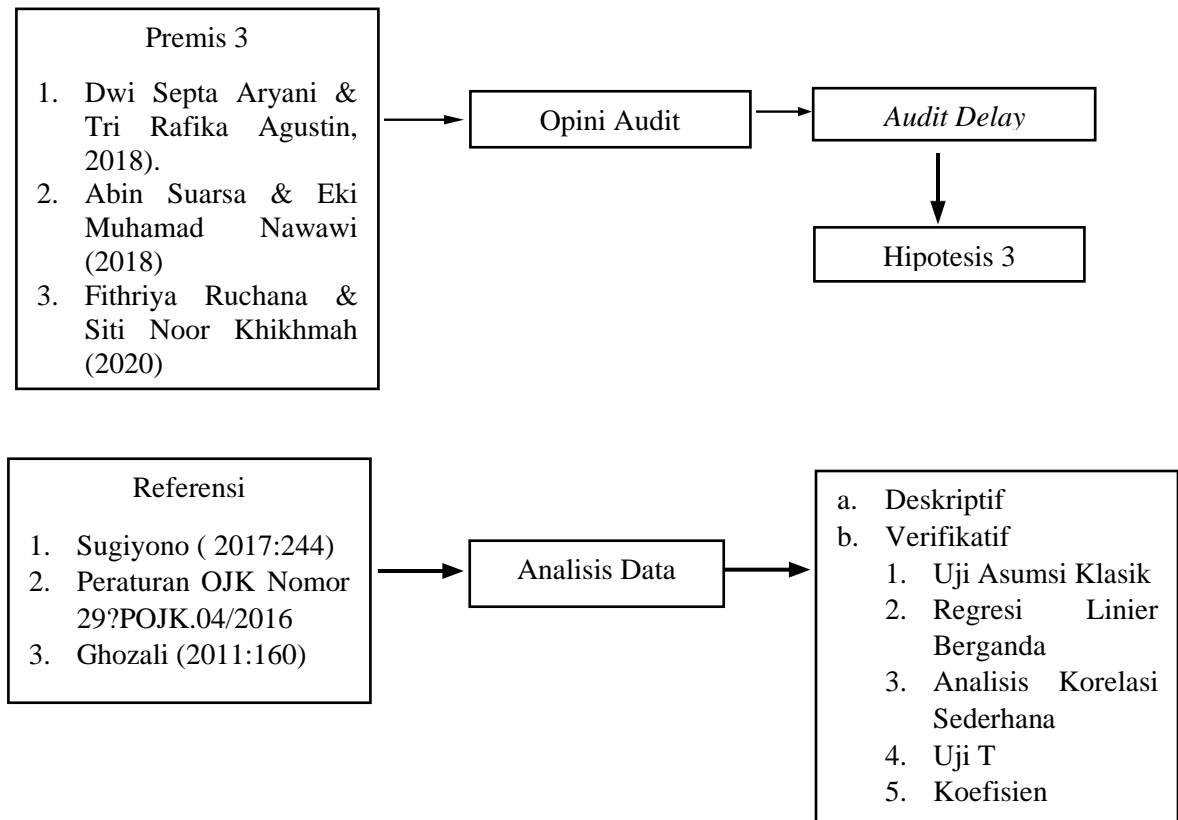 Premis 3
1. Dwi Septa Aryani &
Tri Rafika Agustin,
2018).
2. Abin Suarsa & Eki
Muhamad Nawawi
(2018)
3. Fithriya Ruchana &
Siti Noor Khikhmah
(2020)
Opini Audit
Audit Delay
Hipotesis 3
Referensi
1. Sugiyono ( 2017:244)
2. Peraturan OJK Nomor
29?POJK.04/2016
3. Ghozali (2011:160)
Analisis Data
a. Deskriptif
b. Verifikatif
1. Uji Asumsi Klasik
2. Regresi Linier
Berganda
3. Analisis Korelasi
Sederhana
4. Uji T
5. Koefisien